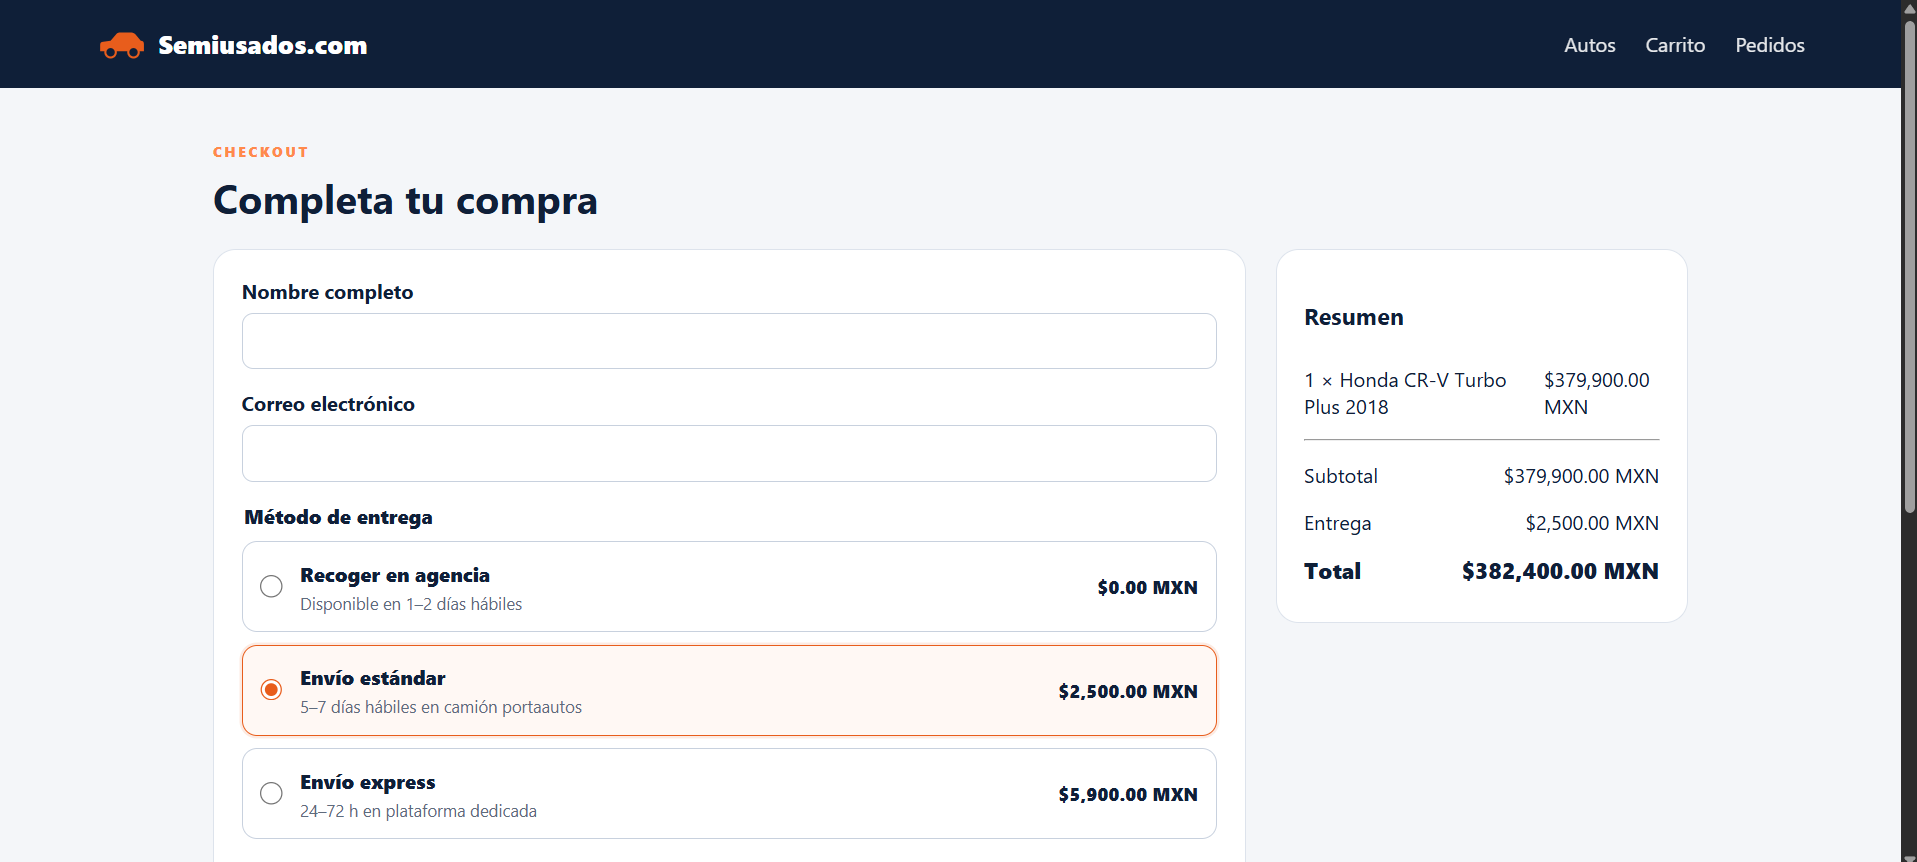 Semiusados.com
Autos Carrito Pedidos
CHECKOUT
Completa tu compra
Nombre completo
Correo electrónico
Método de entrega
Recoger en agencia
Disponible en 1–2 días hábiles
$0.00 MXN
Envío estándar
5–7 días hábiles en camión portaautos
$2,500.00 MXN
Envío express
24–72 h en plataforma dedicada
$5,900.00 MXN
Resumen
1 × Honda CR-V Turbo $379,900.00
Plus 2018 MXN
Subtotal $379,900.00 MXN
Entrega $2,500.00 MXN
Total $382,400.00 MXN